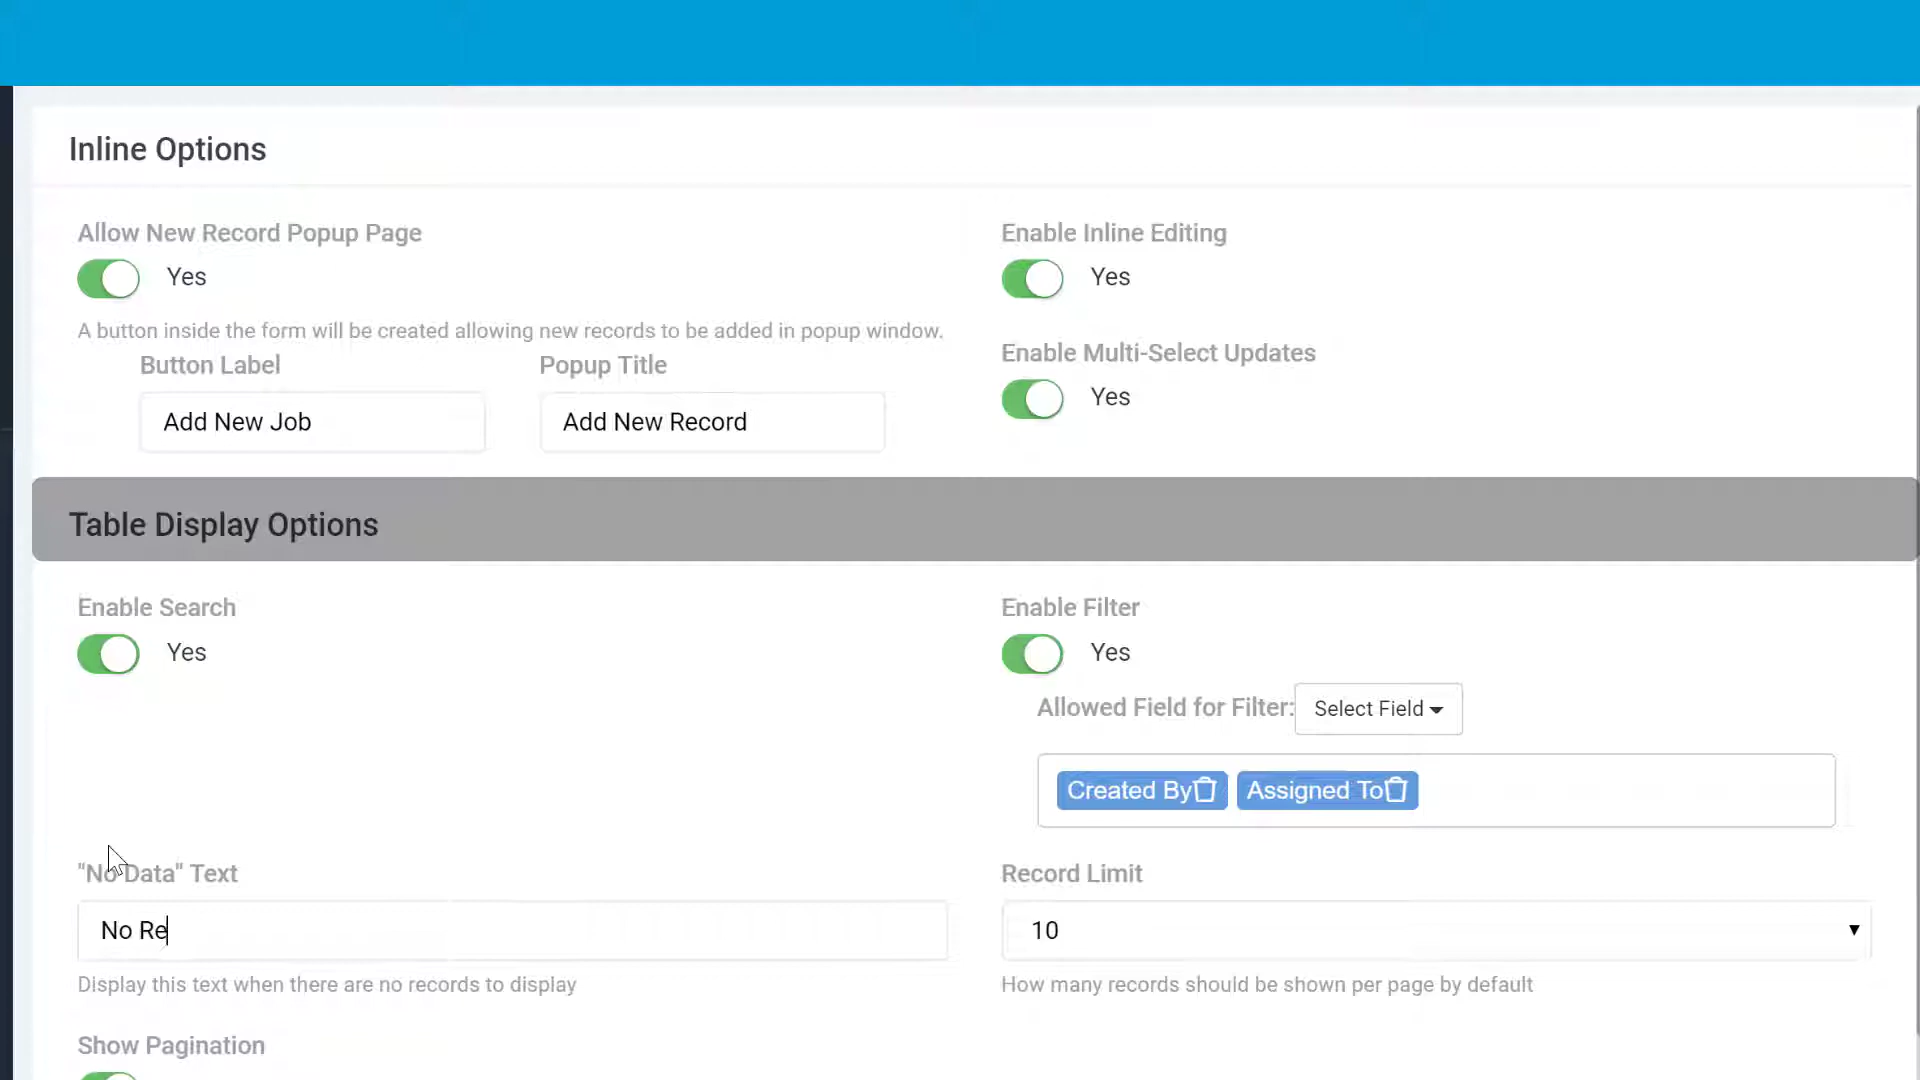 Inline Options
Allow New Record Popup Page
Enable Inline Editing
Yes
Yes
A button inside the form will be created allowing new records to be added in popup window.
Button Label
Popup Title
Enable Multi-Select Updates
Yes
Add New Job
Add New Record
Table Display Options
Enable Search
Enable Filter
Yes
Yes
Allowed Field for Filter:
Select Field
Created By
Assigned To
"No Data" Text
Record Limit
No Re
10
Display this text when there are no records to display
How many records should be shown per page by default
Show Pagination